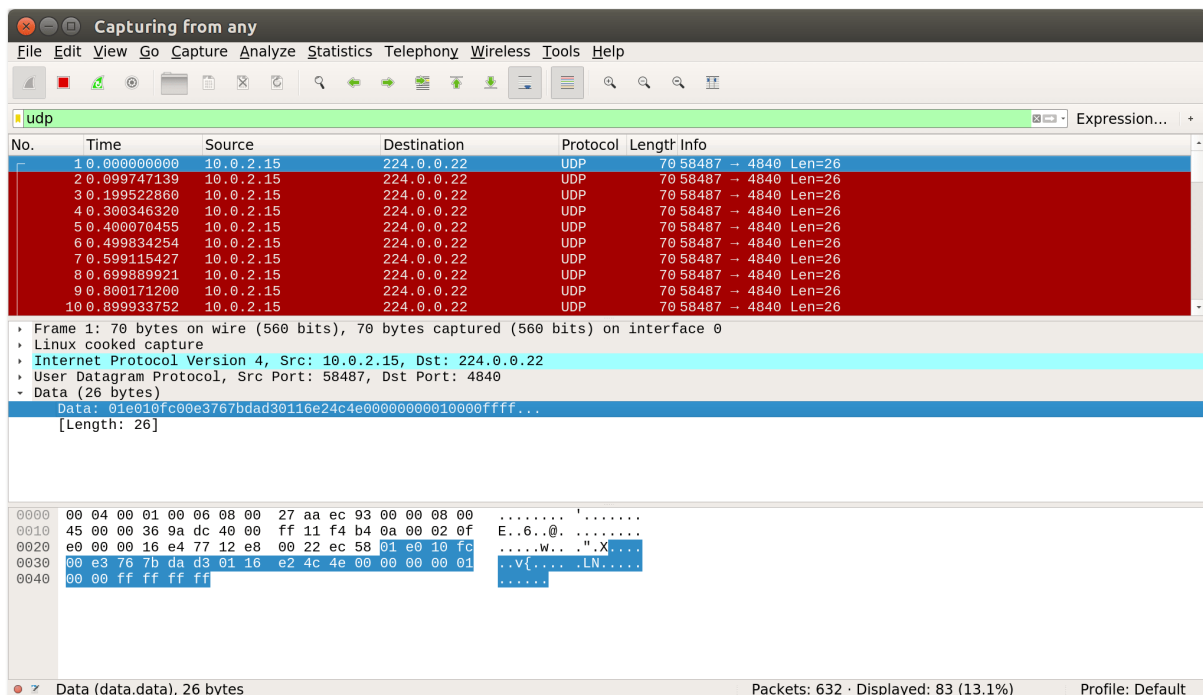 Capturing from any
File Edit View Go Capture Analyze Statistics Telephony Wireless Tools Help
udp Expression... +
No. Time Source Destination Protocol Length Info
1 0.000000000 10.0.2.15 224.0.0.22 UDP 70 58487 → 4840 Len=26
2 0.099747139 10.0.2.15 224.0.0.22 UDP 70 58487 → 4840 Len=26
3 0.199522860 10.0.2.15 224.0.0.22 UDP 70 58487 → 4840 Len=26
4 0.300346320 10.0.2.15 224.0.0.22 UDP 70 58487 → 4840 Len=26
5 0.400070455 10.0.2.15 224.0.0.22 UDP 70 58487 → 4840 Len=26
6 0.499834254 10.0.2.15 224.0.0.22 UDP 70 58487 → 4840 Len=26
7 0.599115427 10.0.2.15 224.0.0.22 UDP 70 58487 → 4840 Len=26
8 0.699889921 10.0.2.15 224.0.0.22 UDP 70 58487 → 4840 Len=26
9 0.800171200 10.0.2.15 224.0.0.22 UDP 70 58487 → 4840 Len=26
10 0.899933752 10.0.2.15 224.0.0.22 UDP 70 58487 → 4840 Len=26
Frame 1: 70 bytes on wire (560 bits), 70 bytes captured (560 bits) on interface 0
Linux cooked capture
Internet Protocol Version 4, Src: 10.0.2.15, Dst: 224.0.0.22
User Datagram Protocol, Src Port: 58487, Dst Port: 4840
Data (26 bytes)
Data: 01e010fc00e3767bdad30116e24c4e00000000010000ffff...
[Length: 26]
0000 00 04 00 01 00 06 08 00 27 aa ec 93 00 00 08 00 ........ '.......
0010 45 00 00 36 9a dc 40 00 ff 11 f4 b4 0a 00 02 0f E..6..@. ........
0020 e0 00 00 16 e4 77 12 e8 00 22 ec 58 01 e0 10 fc .....w.. .".X....
0030 00 e3 76 7b da d3 01 16 e2 4c 4e 00 00 00 00 01 ..v{.... .LN.....
0040 00 00 ff ff ff ff ......
Data (data.data), 26 bytes Packets: 632 · Displayed: 83 (13.1%) Profile: Default